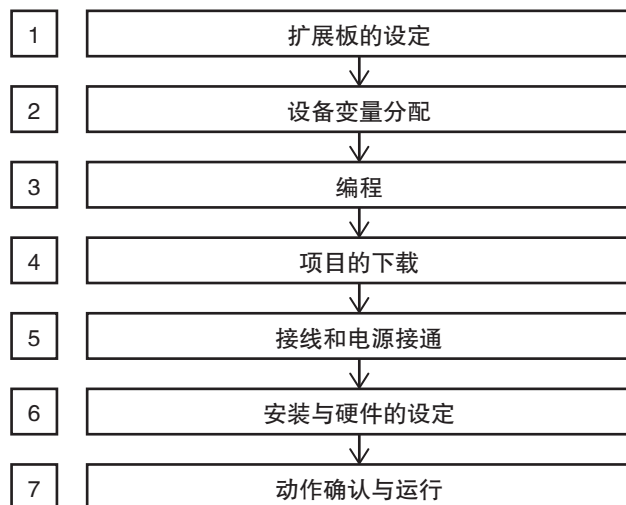 1 扩展板的设定
2 设备变量分配
3 编程
4 项目的下载
5 接线和电源接通
6 安装与硬件的设定
7 动作确认与运行